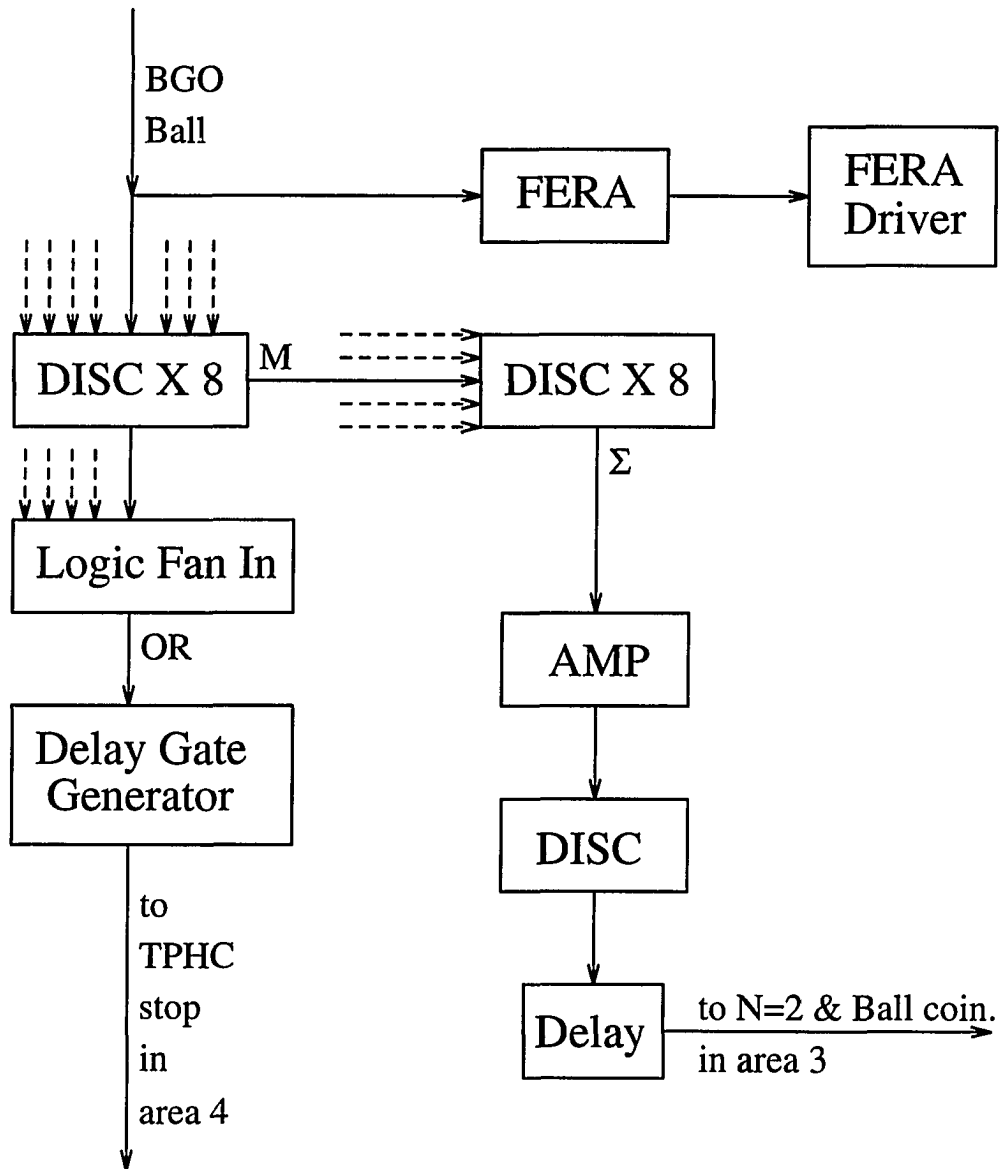 BGO
Ball
FERA
FERA
Driver
DISC X 8
M
DISC X 8
Σ
Logic Fan In
OR
AMP
Delay Gate
Generator
DISC
to
TPHC
stop
in
area 4
Delay
to N=2 & Ball coin.
in area 3